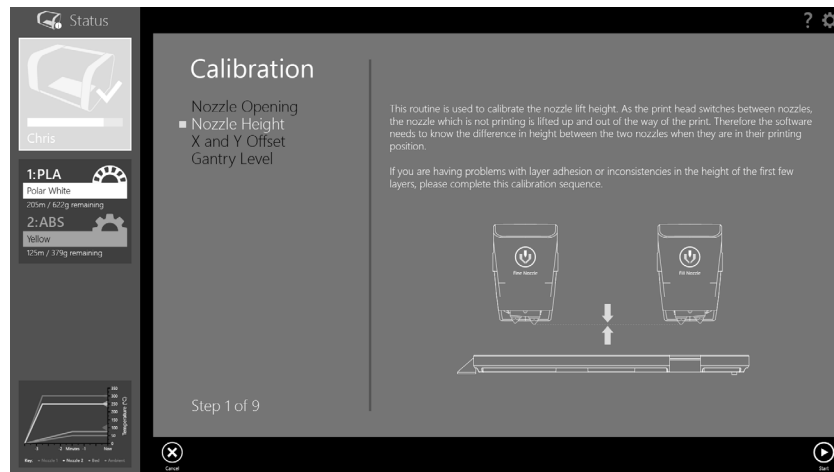 Status
?
Chris
1:PLA
Polar White
205m / 622g remaining
2:ABS
Yellow
125m / 379g remaining
Calibration
Nozzle Opening
Nozzle Height
X and Y Offset
Gantry Level
Step 1 of 9
This routine is used to calibrate the nozzle lift height. As the print head switches between nozzles,
the nozzle which is not printing is lifted up and out of the way of the print. Therefore the software
needs to know the difference in height between the two nozzles when they are in their printing
position.
If you are having problems with layer adhesion or inconsistencies in the height of the first few
layers, please complete this calibration sequence.
Fine Nozzle
Fill Nozzle
Temperature (°C)
Minutes
Now
Key:
Cancel
Start